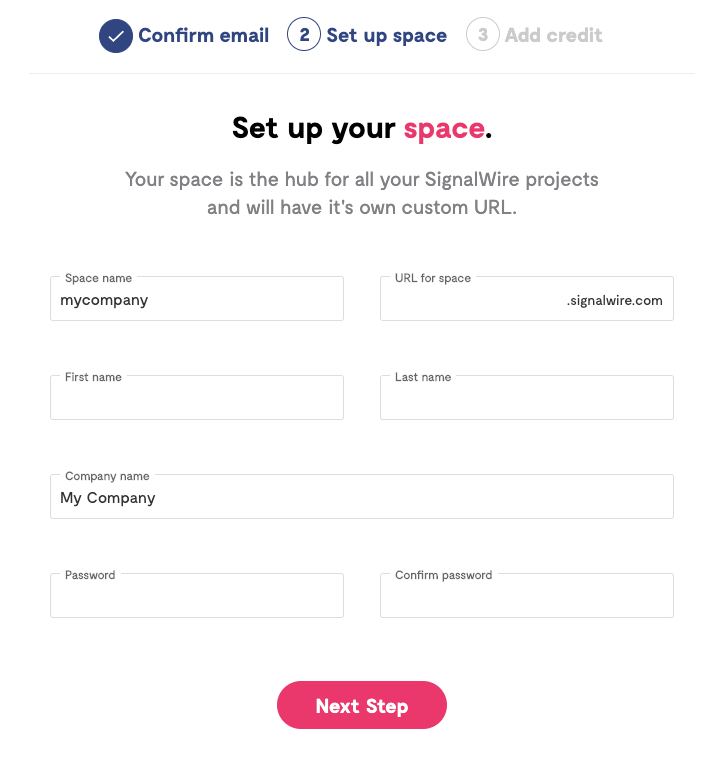 Confirm email 2 Set up space 3 Add credit
Set up your space.
Your space is the hub for all your SignalWire projects
and will have it's own custom URL.
Space name URL for space
mycompany .signalwire.com
First name Last name
Company name
My Company
Password Confirm password
Next Step